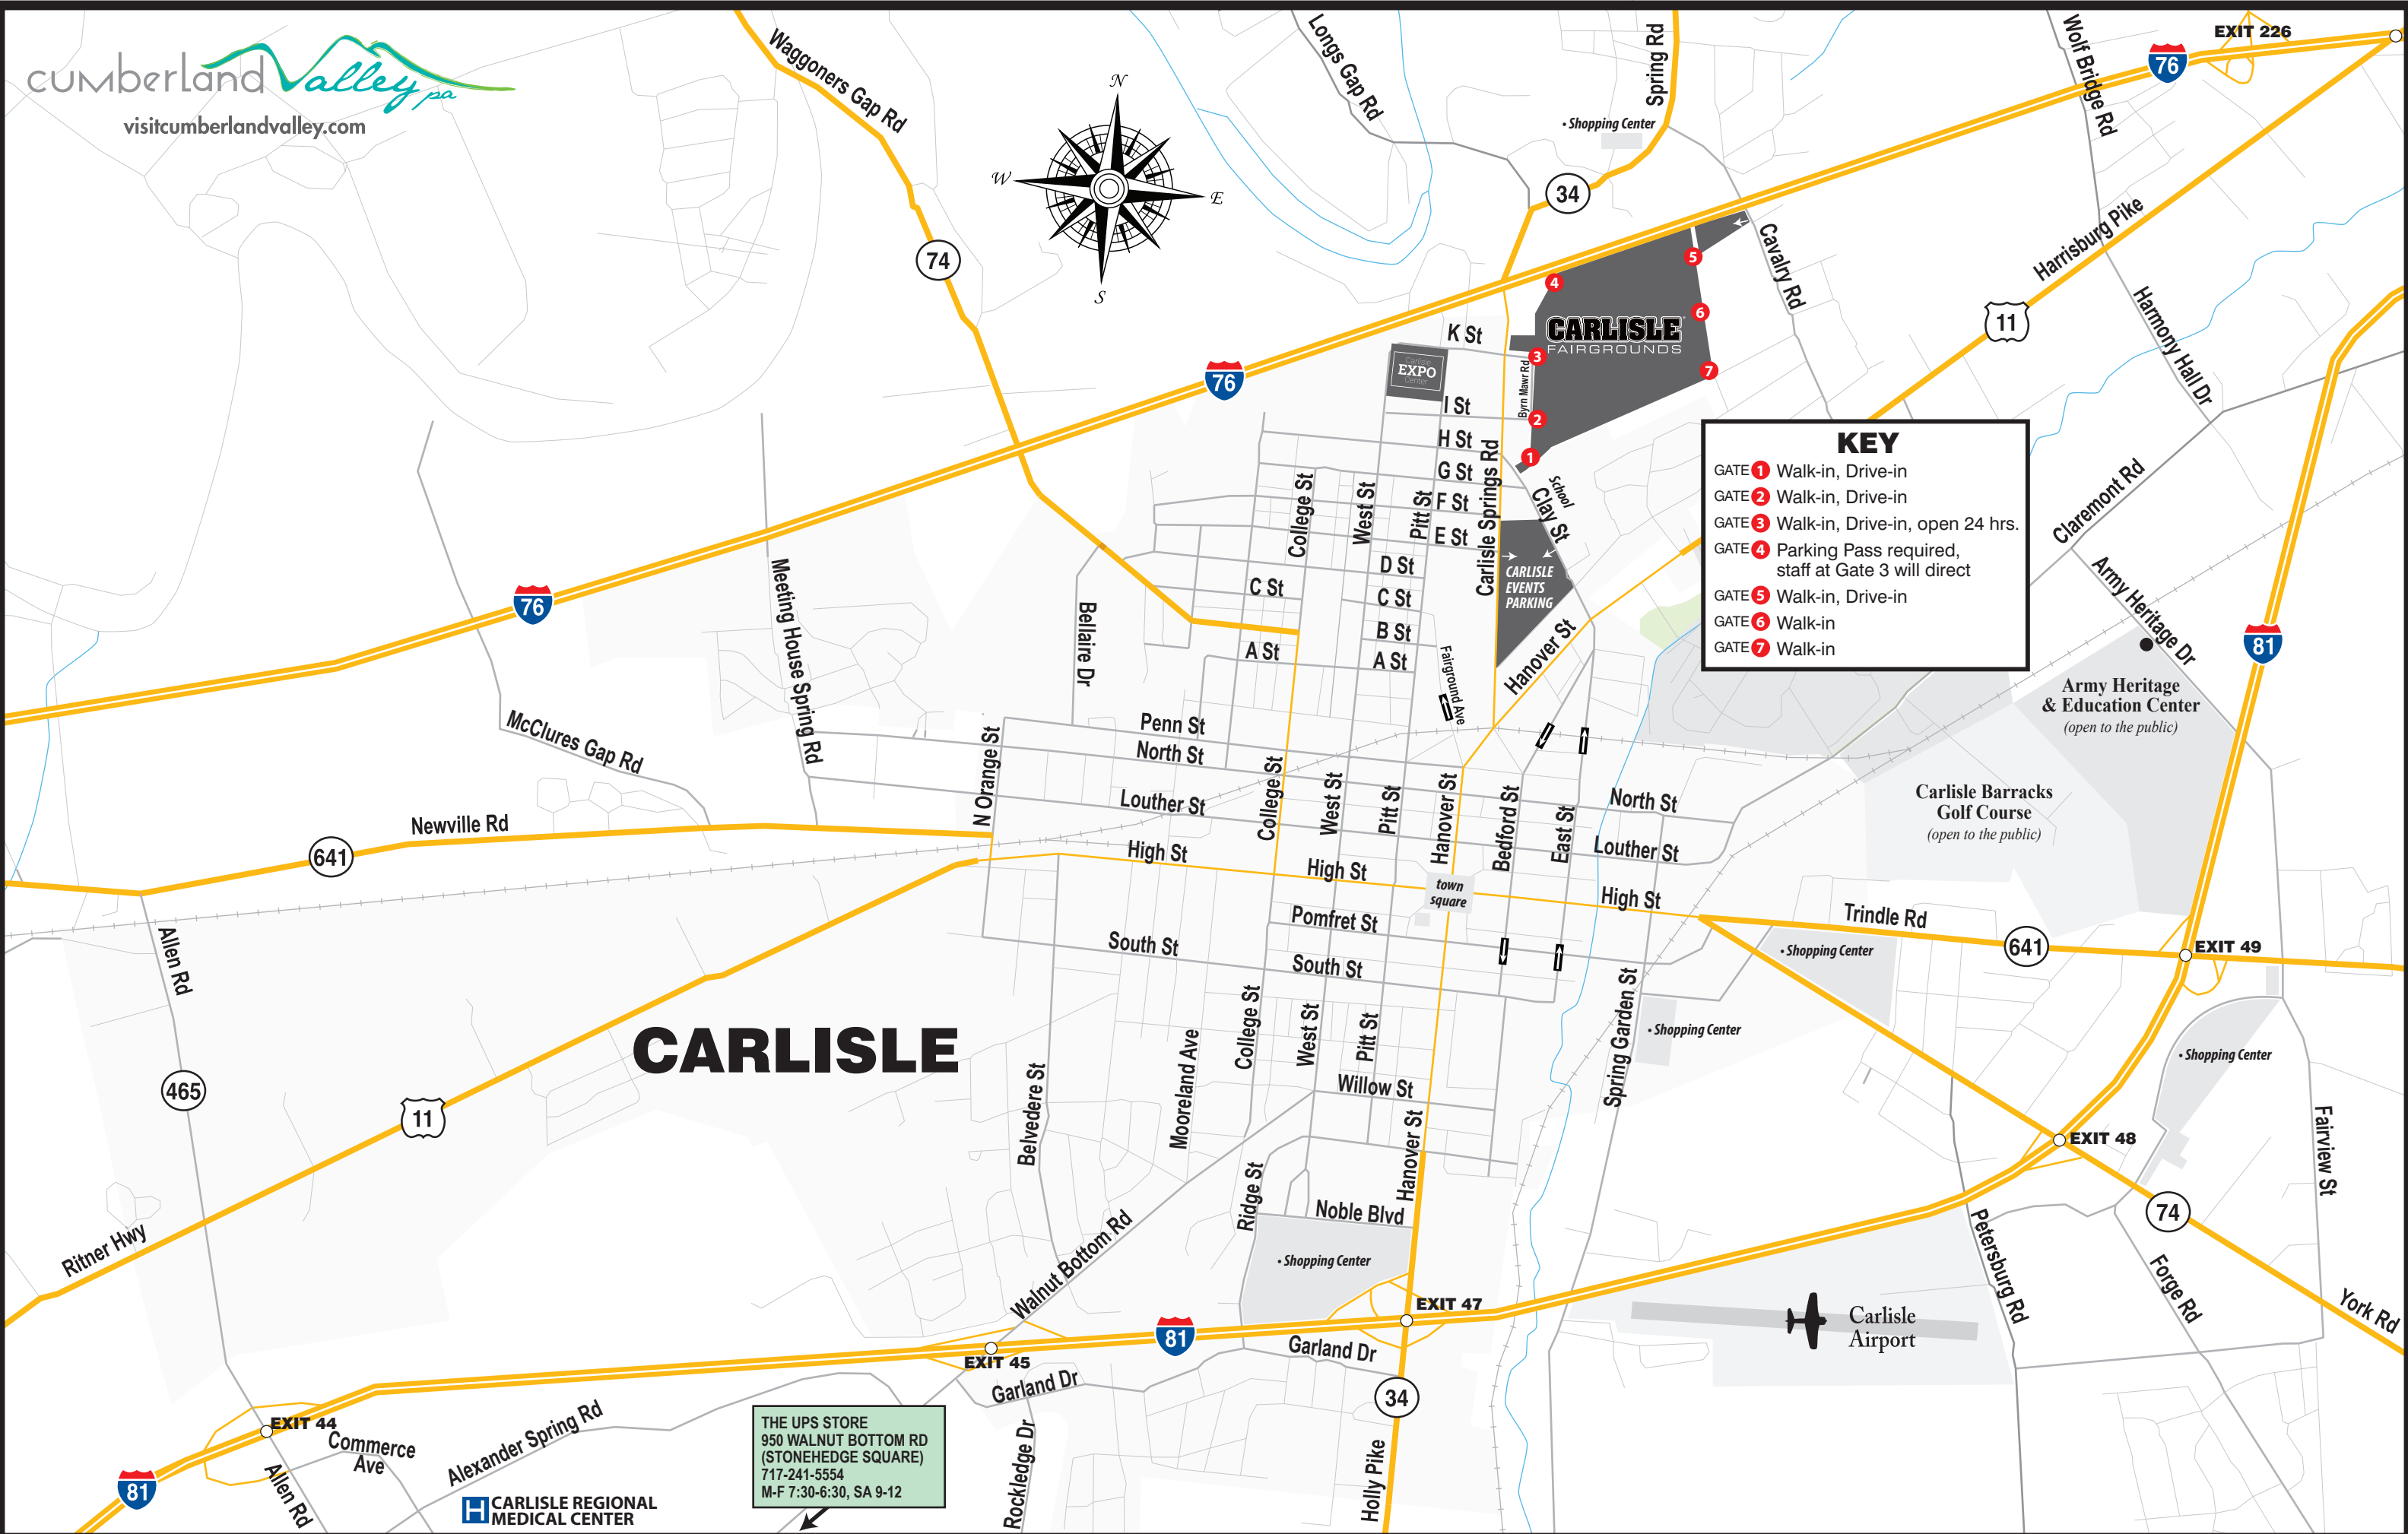 cumberland Valley pa
visitcumberlandvalley.com
Waggoners Gap Rd
N
W
E
S
Longs Gap Rd
Spring Rd
• Shopping Center
34
Wolf Bridge Rd
EXIT 226
76
74
Cavalry Rd
Harrisburg Pike
11
Harmony Hall Dr
4
5
6
7
3
2
1
CARLISLE
FAIRGROUNDS
K St
Carlisle
EXPO
Center
Byrn Mawr Rd
76
I St
H St
G St
F St
E St
D St
C St
C St
B St
A St
A St
College St
West St
Pitt St
Carlisle Springs Rd
School
Clay St
CARLISLE
EVENTS
PARKING
Hanover St
Fairground Ave
KEY
GATE 1 Walk-in, Drive-in
GATE 2 Walk-in, Drive-in
GATE 3 Walk-in, Drive-in, open 24 hrs.
GATE 4 Parking Pass required,
staff at Gate 3 will direct
GATE 5 Walk-in, Drive-in
GATE 6 Walk-in
GATE 7 Walk-in
Claremont Rd
Army Heritage Dr
81
Army Heritage
& Education Center
(open to the public)
Carlisle Barracks
Golf Course
(open to the public)
76
Meeting House Spring Rd
Bellaire Dr
McClures Gap Rd
Penn St
North St
N Orange St
Louther St
College St
West St
Pitt St
Hanover St
Bedford St
East St
North St
Louther St
Newville Rd
641
High St
High St
town
square
High St
Trindle Rd
641
EXIT 49
• Shopping Center
Pomfret St
South St
South St
Allen Rd
465
11
Ritner Hwy
CARLISLE
Belvedere St
Mooreland Ave
College St
West St
Pitt St
Willow St
Hanover St
Spring Garden St
• Shopping Center
• Shopping Center
EXIT 48
Fairview St
74
Ridge St
Noble Blvd
• Shopping Center
Walnut Bottom Rd
EXIT 47
81
EXIT 45
Garland Dr
Garland Dr
34
Holly Pike
Rockledge Dr
Carlisle
Airport
Petersburg Rd
Forge Rd
York Rd
EXIT 44
Commerce
Ave
Alexander Spring Rd
81
Allen Rd
H CARLISLE REGIONAL
MEDICAL CENTER
THE UPS STORE
950 WALNUT BOTTOM RD
(STONEHEDGE SQUARE)
717-241-5554
M-F 7:30-6:30, SA 9-12